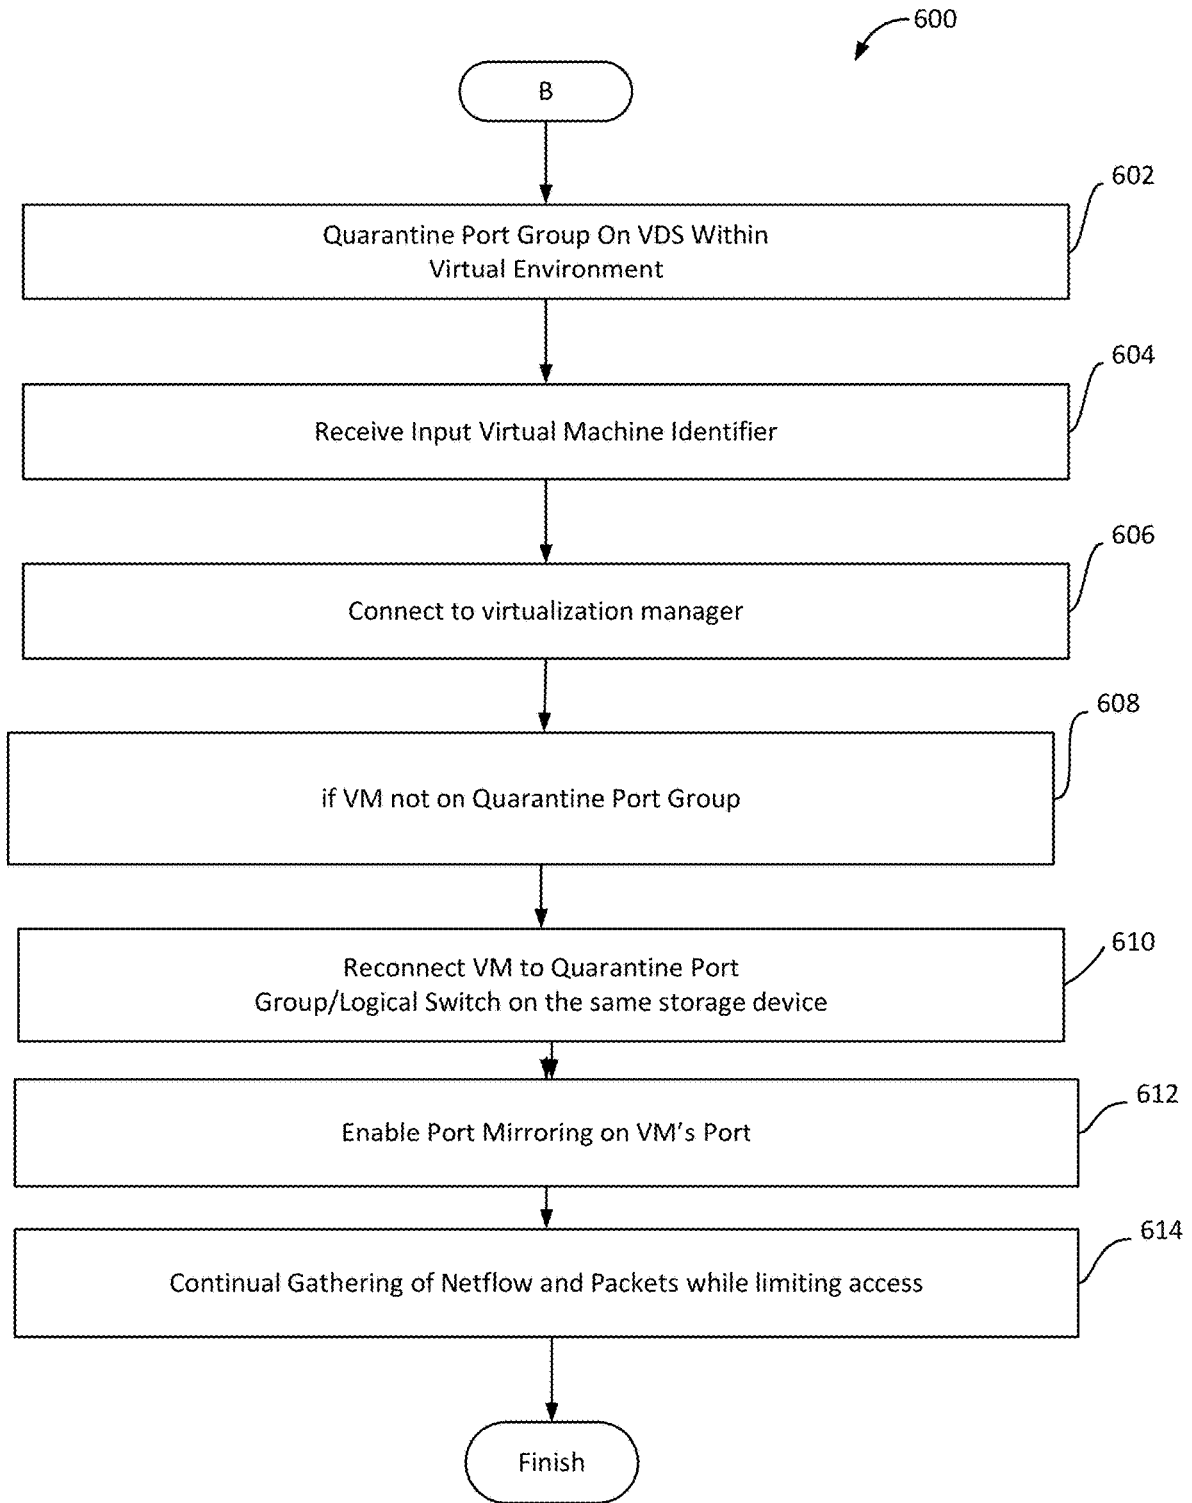 600
B
602
Quarantine Port Group On VDS Within
Virtual Environment
604
Receive Input Virtual Machine Identifier
606
Connect to virtualization manager
608
if VM not on Quarantine Port Group
610
Reconnect VM to Quarantine Port
Group/Logical Switch on the same storage device
612
Enable Port Mirroring on VM's Port
614
Continual Gathering of Netflow and Packets while limiting access
Finish